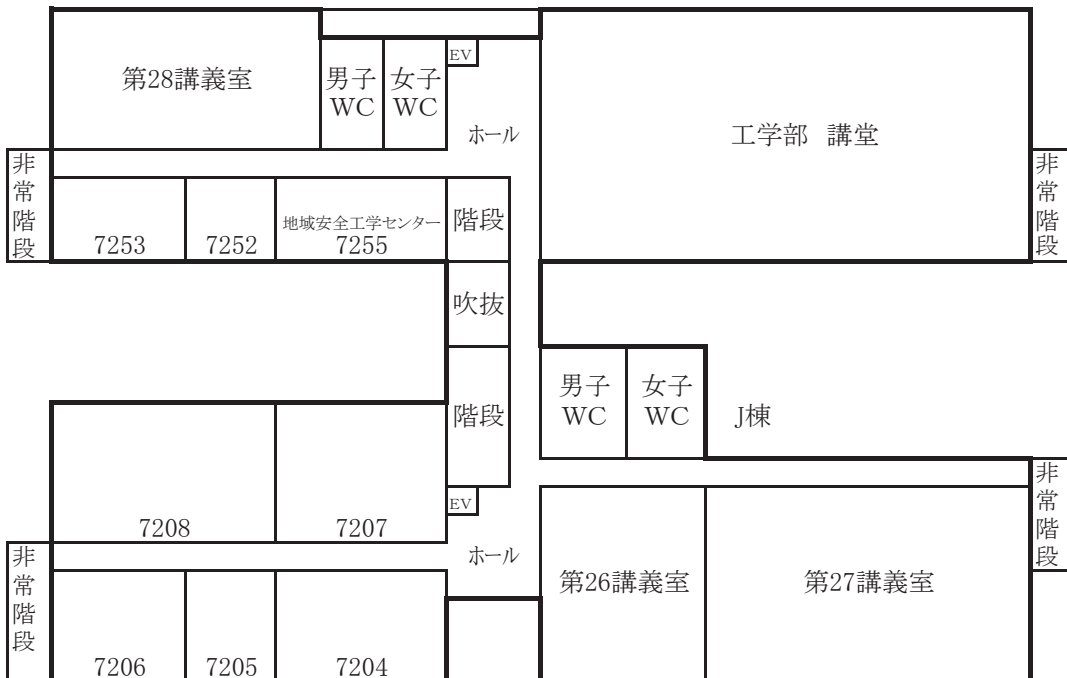 第28講義室
男子
WC
女子
WC
EV
ホール
工学部 講堂
非常階段
非常階段
7253
7252
地域安全工学センター
7255
階段
吹抜
階段
男子
WC
女子
WC
J棟
7208
7207
EV
ホール
非常階段
非常階段
第26講義室
第27講義室
7206
7205
7204